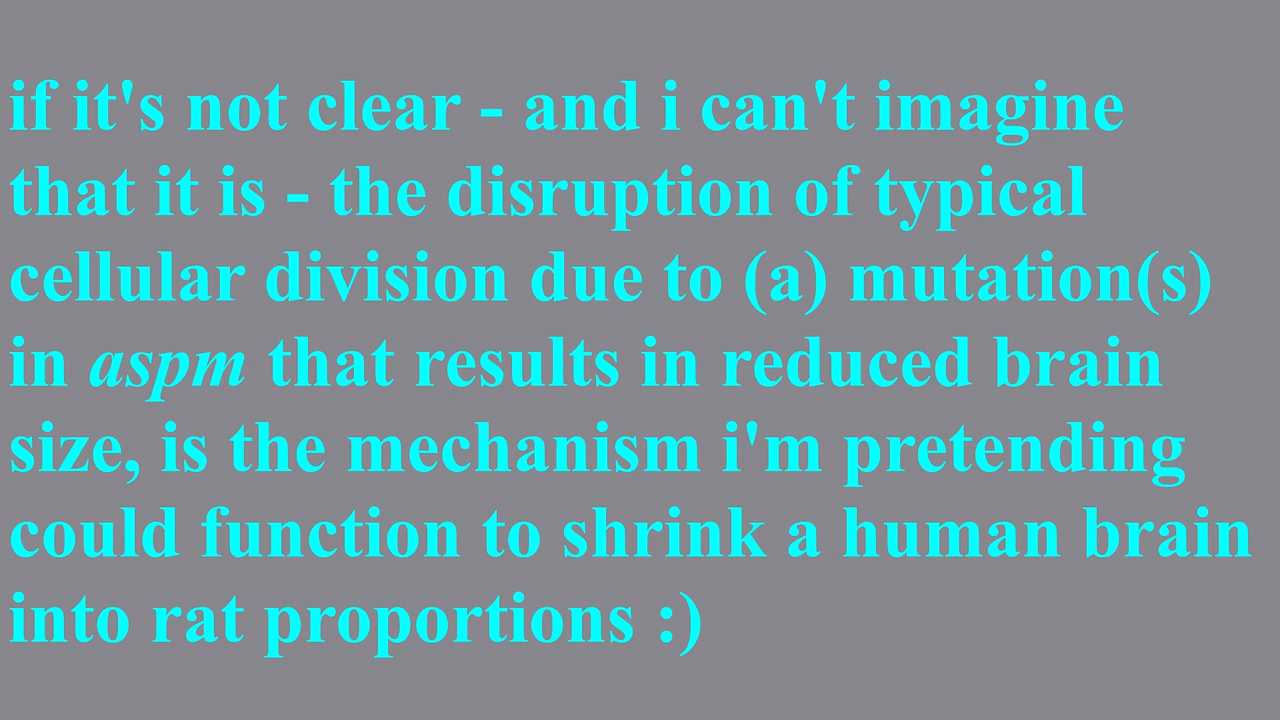 if it's not clear - and i can't imagine
that it is - the disruption of typical
cellular division due to (a) mutation(s)
in aspm that results in reduced brain
size, is the mechanism i'm pretending
could function to shrink a human brain
into rat proportions :)